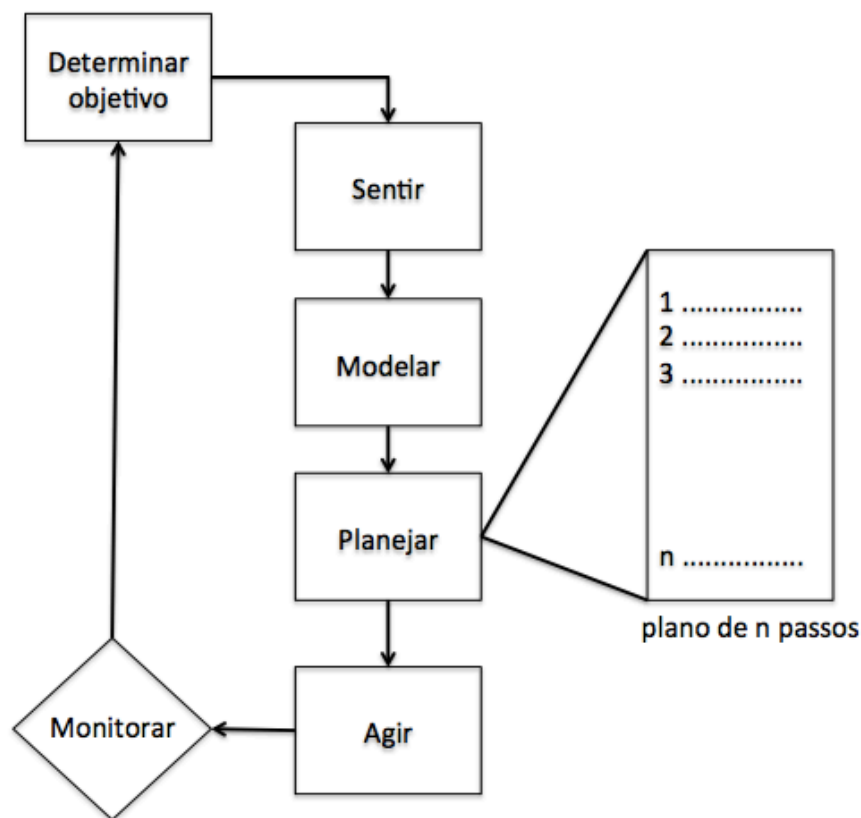 Determinar
objetivo
Sentir
Modelar
Planejar
1 ................
2 ................
3 ................
n ................
plano de n passos
Agir
Monitorar